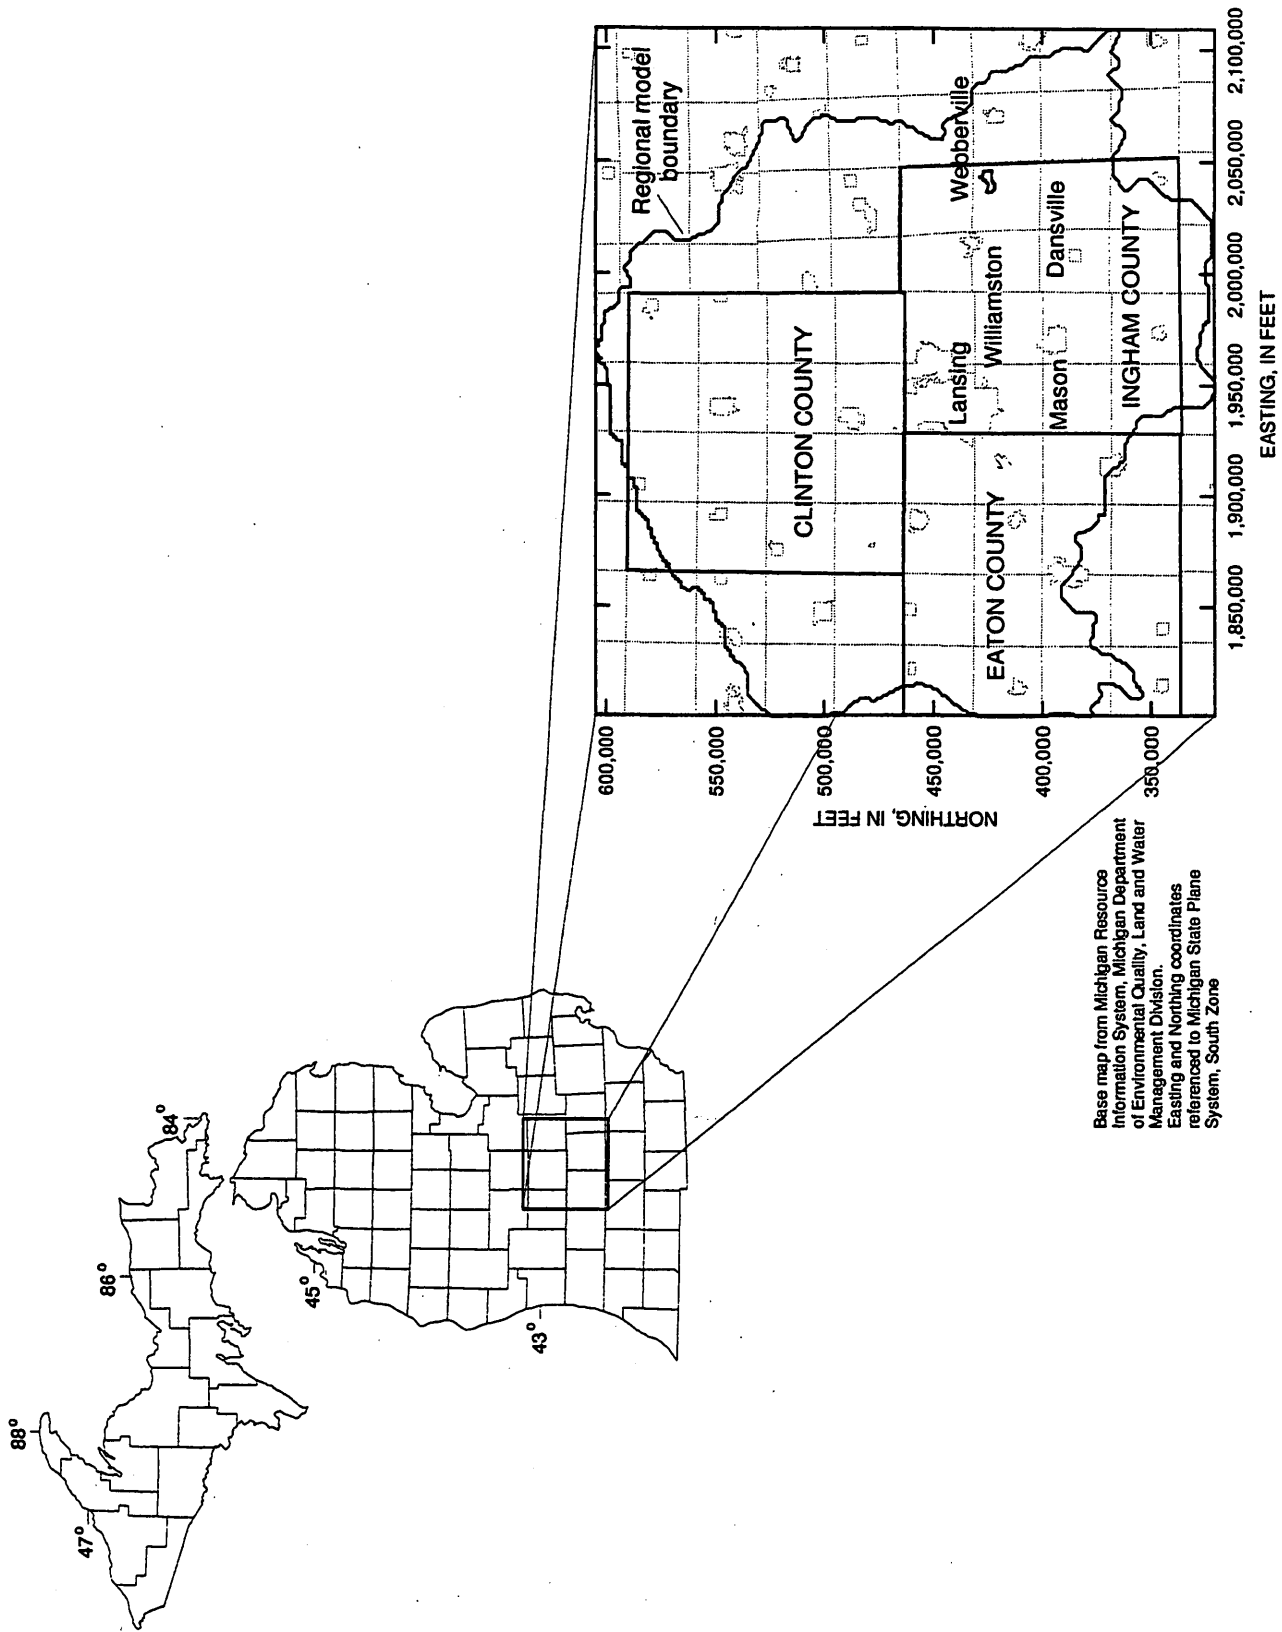 88°
86°
84°
47°
45°
43°
Regional model
boundary
CLINTON COUNTY
EATON COUNTY
INGHAM COUNTY
Lansing
Williamston
Webberville
Mason
Dansville
600,000
550,000
500,000
450,000
400,000
350,000
NORTHING, IN FEET
1,850,000
1,900,000
1,950,000
2,000,000
2,050,000
2,100,000
EASTING, IN FEET
Base map from Michigan Resource
Information System, Michigan Department
of Environmental Quality, Land and Water
Management Division.
Easting and Northing coordinates
referenced to Michigan State Plane
System, South Zone